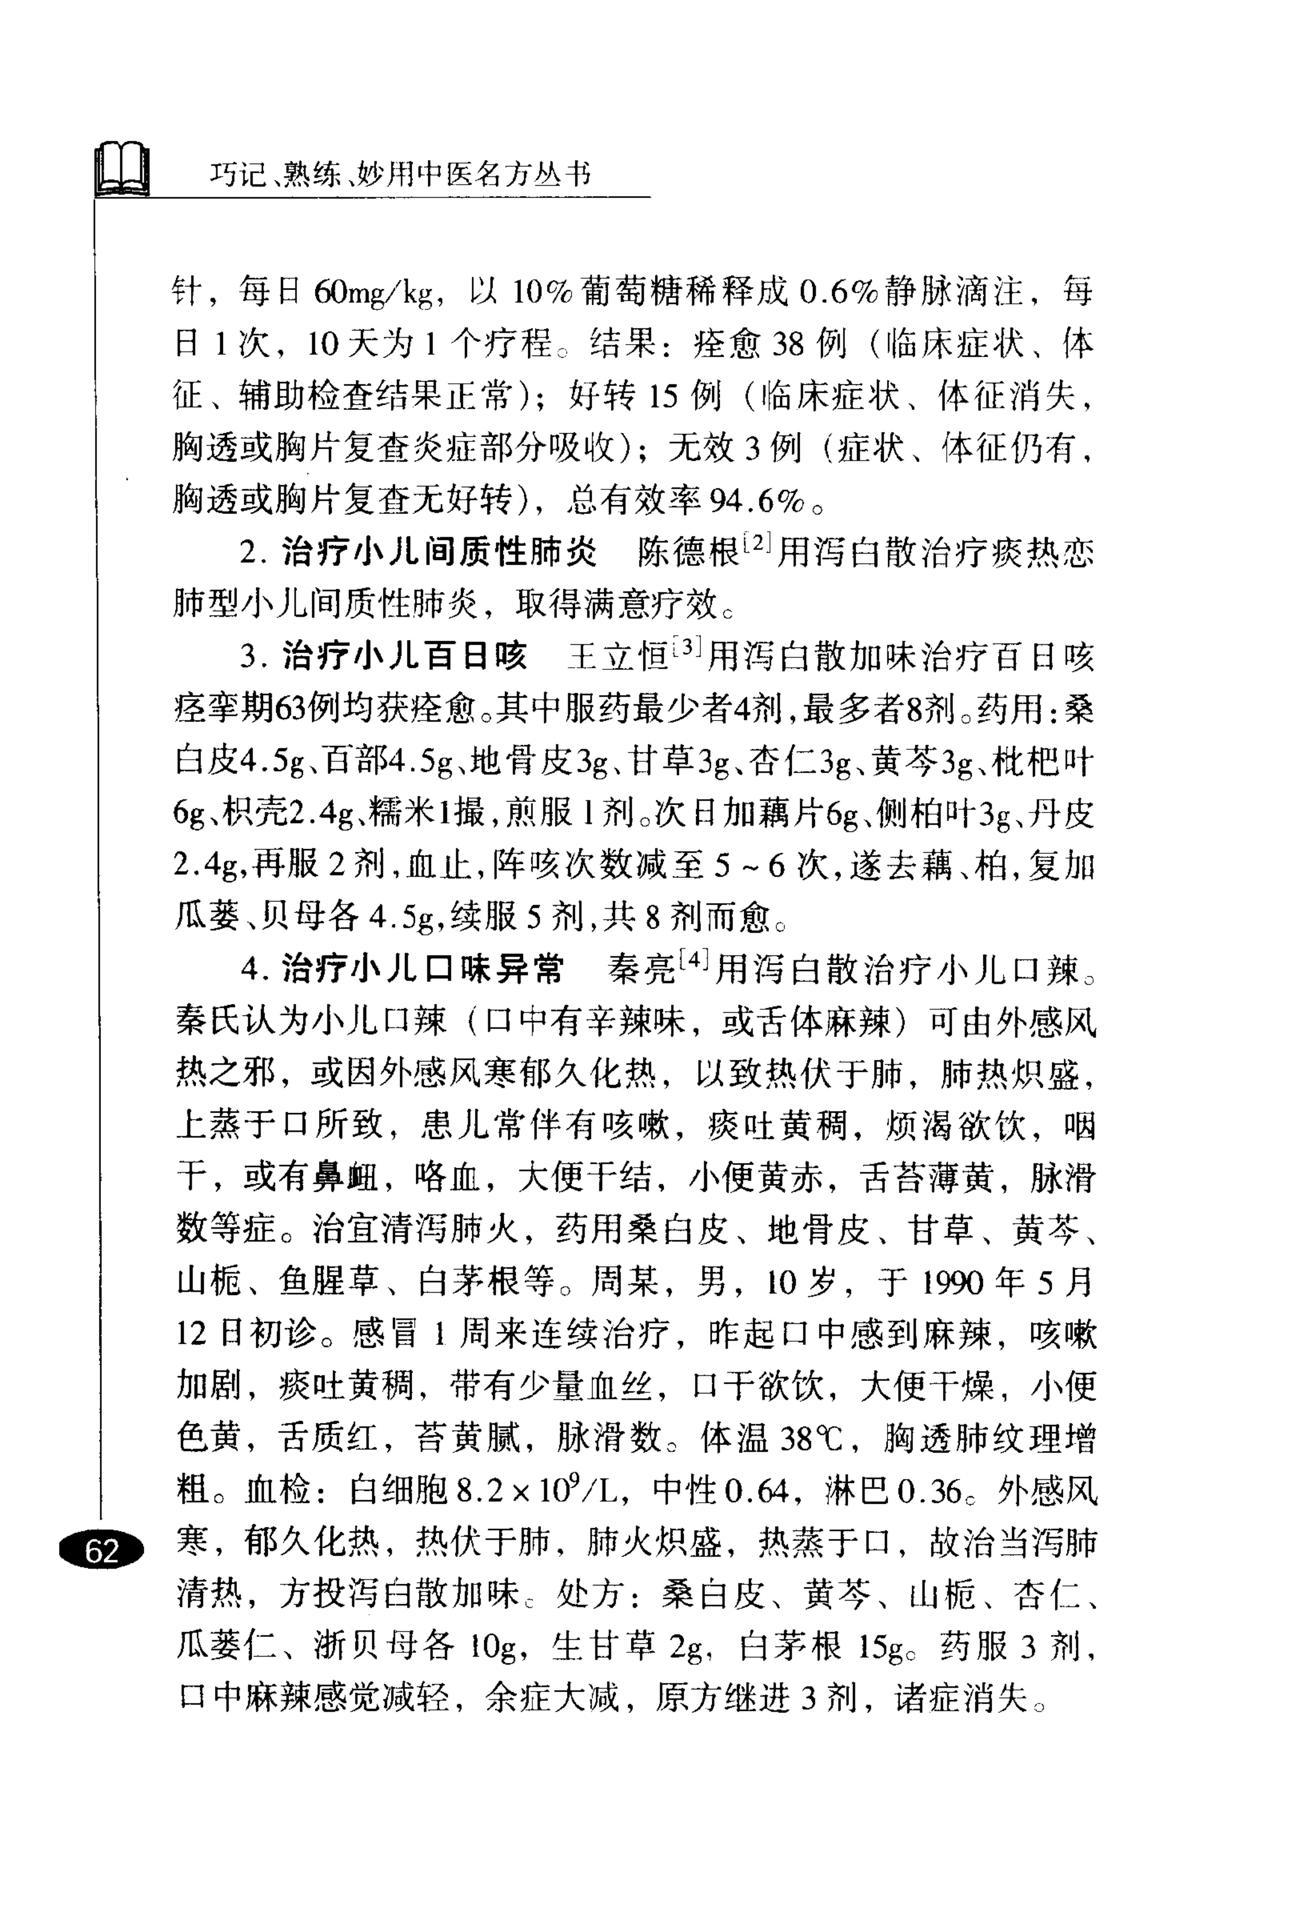 巧记、熟练、妙用中医名方丛书
针，每日 60mg/kg，以 10%葡萄糖稀释成 0.6%静脉滴注，每
日 1 次，10 天为 1 个疗程。结果：痊愈 38 例（临床症状、体
征、辅助检查结果正常）；好转 15 例（临床症状、体征消失，
胸透或胸片复查炎症部分吸收）；无效 3 例（症状、体征仍有，
胸透或胸片复查无好转），总有效率 94.6%。
2. 治疗小儿间质性肺炎　陈德根[2]用泻白散治疗痰热恋
肺型小儿间质性肺炎，取得满意疗效。
3. 治疗小儿百日咳　王立恒[3]用泻白散加味治疗百日咳
痉挛期63例均获痊愈。其中服药最少者4剂，最多者8剂。药用：桑
白皮4.5g、百部4.5g、地骨皮3g、甘草3g、杏仁3g、黄芩3g、枇杷叶
6g、枳壳2.4g、糯米1撮，煎服 1 剂。次日加藕片6g、侧柏叶3g、丹皮
2.4g，再服 2 剂，血止，阵咳次数减至 5～6 次，遂去藕、柏，复加
瓜蒌、贝母各 4.5g，续服 5 剂，共 8 剂而愈。
4. 治疗小儿口味异常　秦亮[4]用泻白散治疗小儿口辣。
秦氏认为小儿口辣（口中有辛辣味，或舌体麻辣）可由外感风
热之邪，或因外感风寒郁久化热，以致热伏于肺，肺热炽盛，
上蒸于口所致，患儿常伴有咳嗽，痰吐黄稠，烦渴欲饮，咽
干，或有鼻衄，咯血，大便干结，小便黄赤，舌苔薄黄，脉滑
数等症。治宜清泻肺火，药用桑白皮、地骨皮、甘草、黄芩、
山栀、鱼腥草、白茅根等。周某，男，10 岁，于 1990 年 5 月
12 日初诊。感冒 1 周来连续治疗，昨起口中感到麻辣，咳嗽
加剧，痰吐黄稠，带有少量血丝，口干欲饮，大便干燥，小便
色黄，舌质红，苔黄腻，脉滑数。体温 38℃，胸透肺纹理增
粗。血检：白细胞 8.2×10⁹/L，中性 0.64，淋巴 0.36。外感风
寒，郁久化热，热伏于肺，肺火炽盛，热蒸于口，故治当泻肺
清热，方投泻白散加味。处方：桑白皮、黄芩、山栀、杏仁、
瓜蒌仁、浙贝母各 10g，生甘草 2g，白茅根 15g。药服 3 剂，
口中麻辣感觉减轻，余症大减，原方继进 3 剂，诸症消失。
62